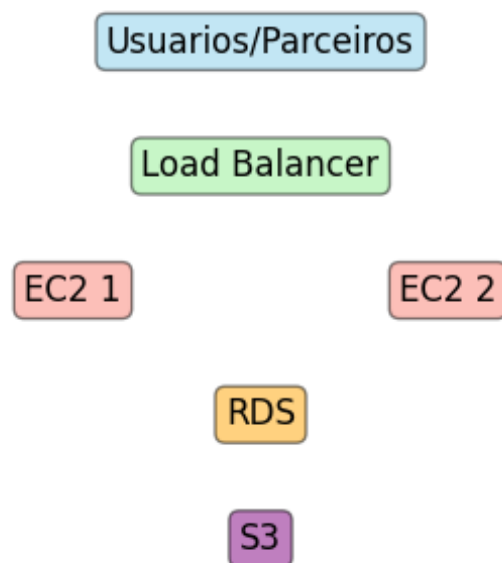 Usuarios/Parceiros
Load Balancer
EC2 1
EC2 2
RDS
S3